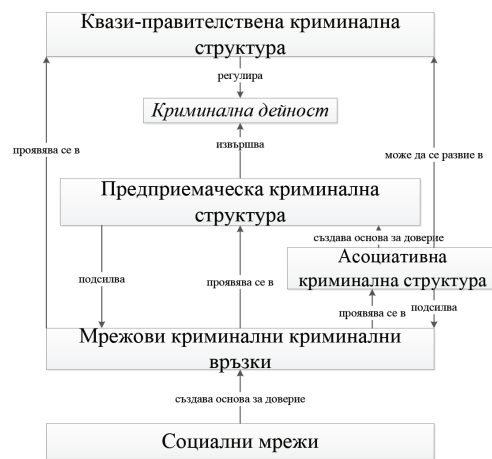 Квази-правителствена криминална
структура
регулира
Криминална дейност
проявява се в
извършва
може да се развие в
Предприемаческа криминална
структура
създава основа за доверие
Асоциативна
криминална структура
подсилва
проявява се в
проявява се в
подсилва
Мрежови криминални криминални
връзки
създава основа за доверие
Социални мрежи